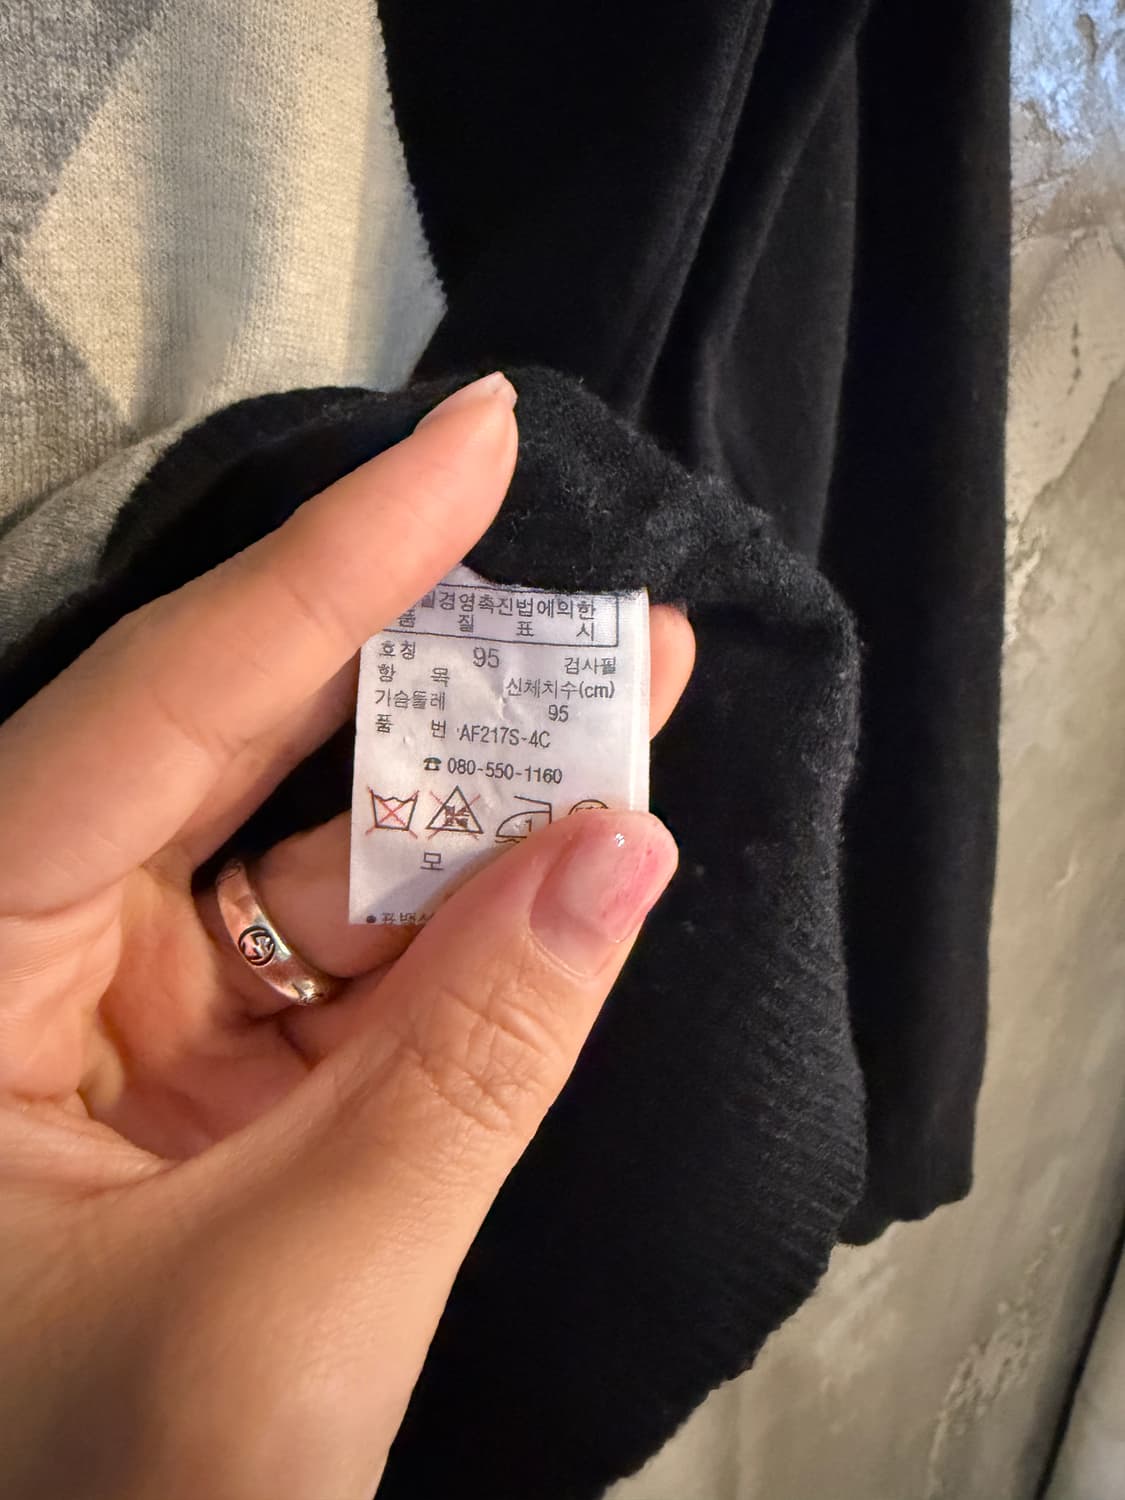 질경영촉진법에의한
품 질 표 시
호칭 95 검사필
항 목 신체치수(cm)
가슴둘레 95
품 번 AF217S-4C
☎ 080-550-1160
모